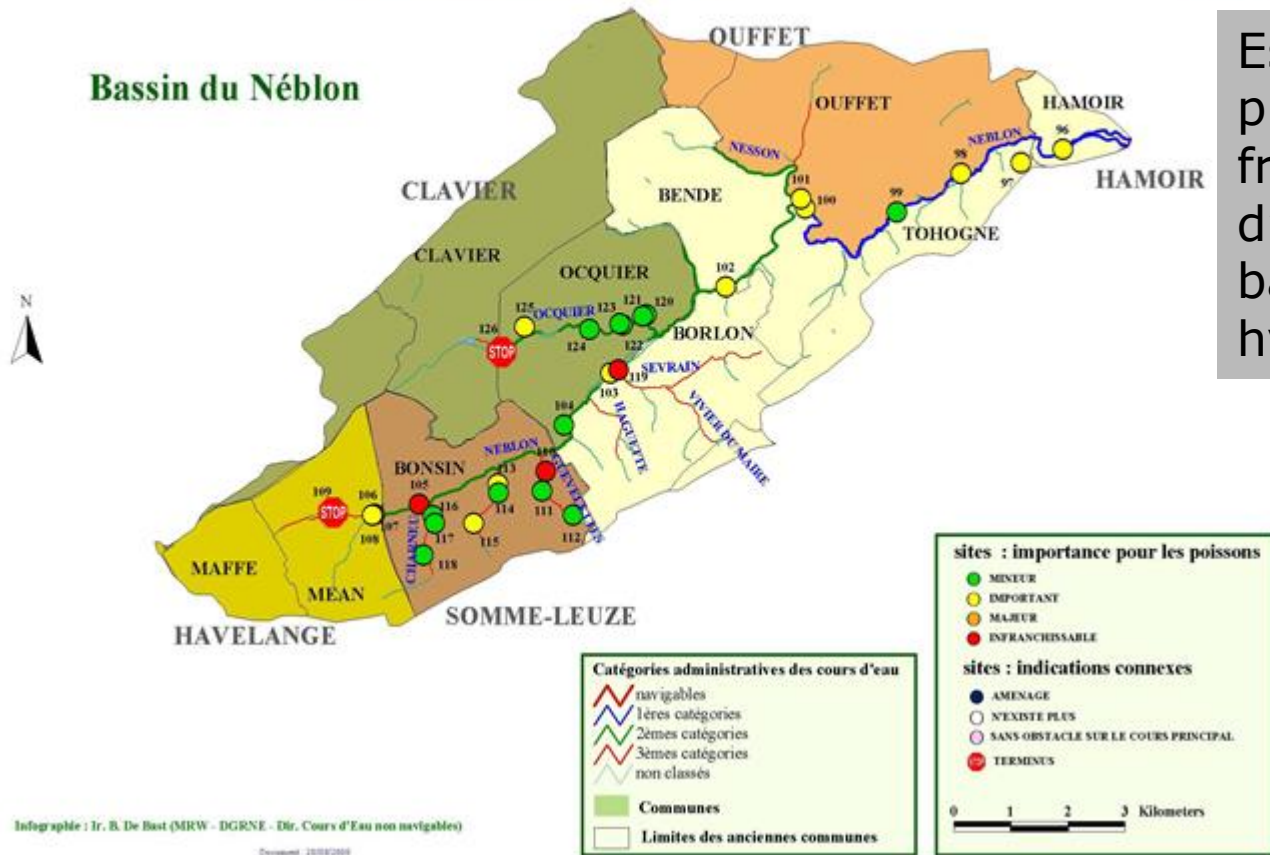 OUFFET
Bassin du Néblon
OUFFET
HAMOIR
NEBLON
96
98
97
NESSON
HAMOIR
CLAVIER
BENDE
101
100
99
TOHOGNE
CLAVIER
OCQUIER
102
N
125
OCQUIER
123
121
120
126
STOP
124
122
BORLON
103
119
SEVRAIN
VIVIER DU MAIRE
HAGUETTE
104
NEBLON
BONSIN
113
109
STOP
106
105
116
114
111
107
108
117
115
112
CHARNEU
118
MAFFE
MEAN
HAVELANGE
SOMME-LEUZE
Catégories administratives des cours d'eau
navigables
1ères catégories
2èmes catégories
3èmes catégories
non classés
Communes
Limites des anciennes communes
sites : importance pour les poissons
MINEUR
IMPORTANT
MAJEUR
INFRANCHISSABLE
sites : indications connexes
AMENAGE
N'EXISTE PLUS
SANS OBSTACLE SUR LE COURS PRINCIPAL
TERMINUS
0 1 2 3 Kilometers
Infographie : Ir. B. De Bast (MRW - DGRNE - Dir. Cours d'Eau non navigables)